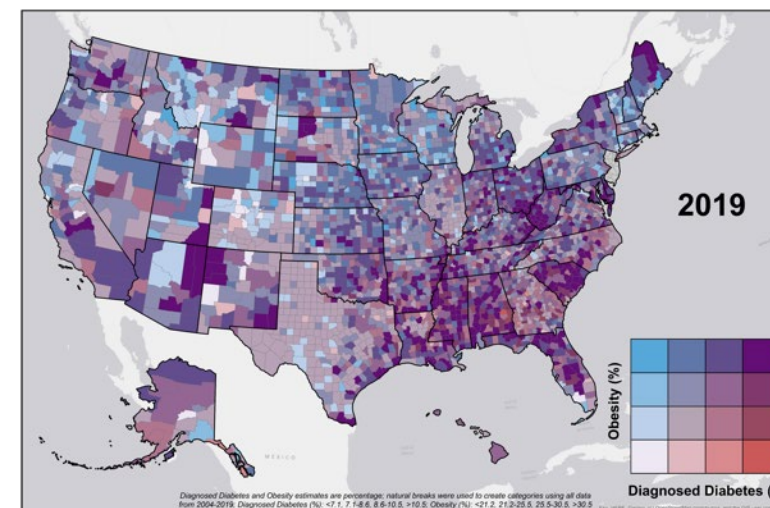 2019
Obesity (%)
MEXICO
Diagnosed Diabetes (
Diagnosed Diabetes and Obesity estimates are percentage; natural breaks were used to create categories using all data
from 2004-2019; Diagnosed Diabetes (%): <7.1, 7.1-8.6, 8.6-10.5, >10.5; Obesity (%): <21.2, 21.2-25.5, 25.5-30.5, >30.5